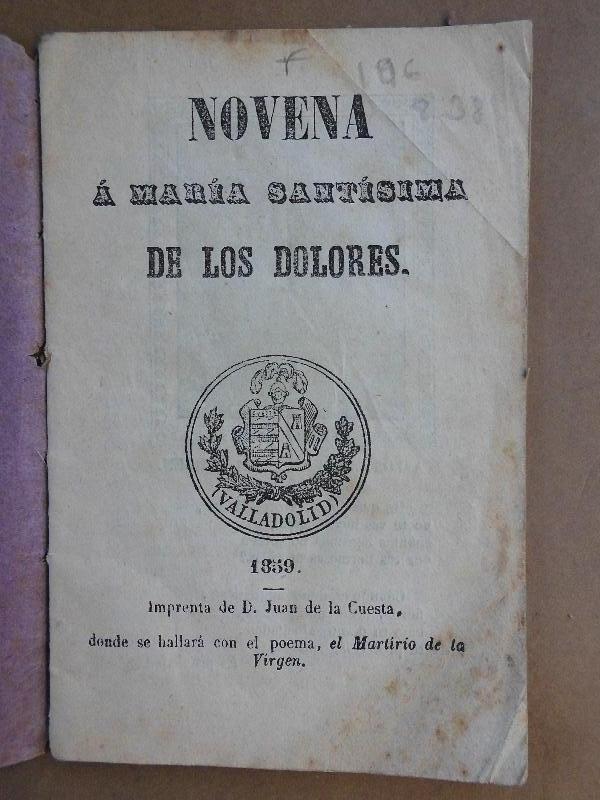 NOVENA
Á MARÍA SANTÍSIMA
DE LOS DOLORES.
VALLADOLID
1859.
Imprenta de D. Juan de la Cuesta,
donde se hallará con el poema, el Martirio de la
Virgen.